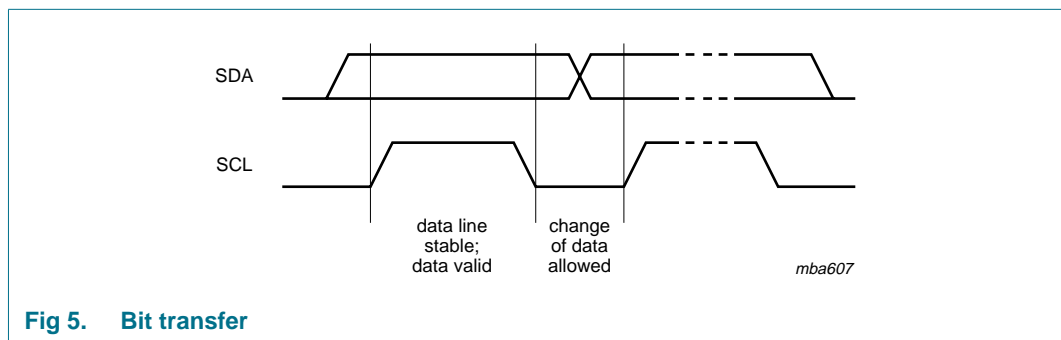 SDA
SCL
data line
stable;
data valid
change
of data
allowed
mba607
Fig 5. Bit transfer